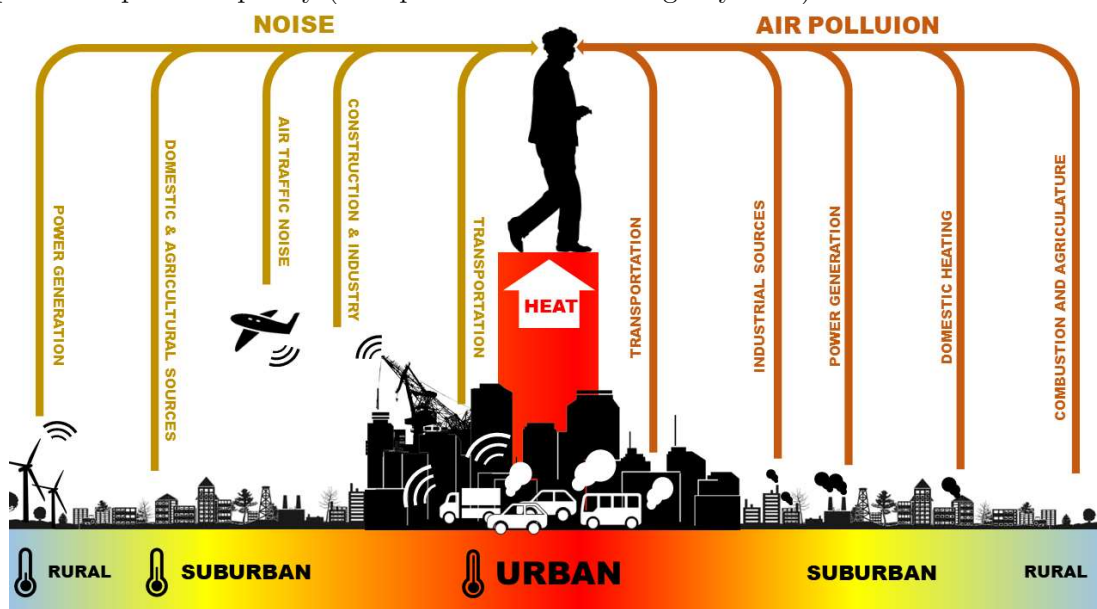 NOISE
AIR POLLUION
POWER GENERATION
DOMESTIC & AGRICULTURAL SOURCES
AIR TRAFFIC NOISE
CONSTRUCTION & INDUSTRY
TRANSPORTATION
HEAT
TRANSPORTATION
INDUSTRIAL SOURCES
POWER GENERATION
DOMESTIC HEATING
COMBUSTION AND AGRICULATURE
RURAL
SUBURBAN
URBAN
SUBURBAN
RURAL